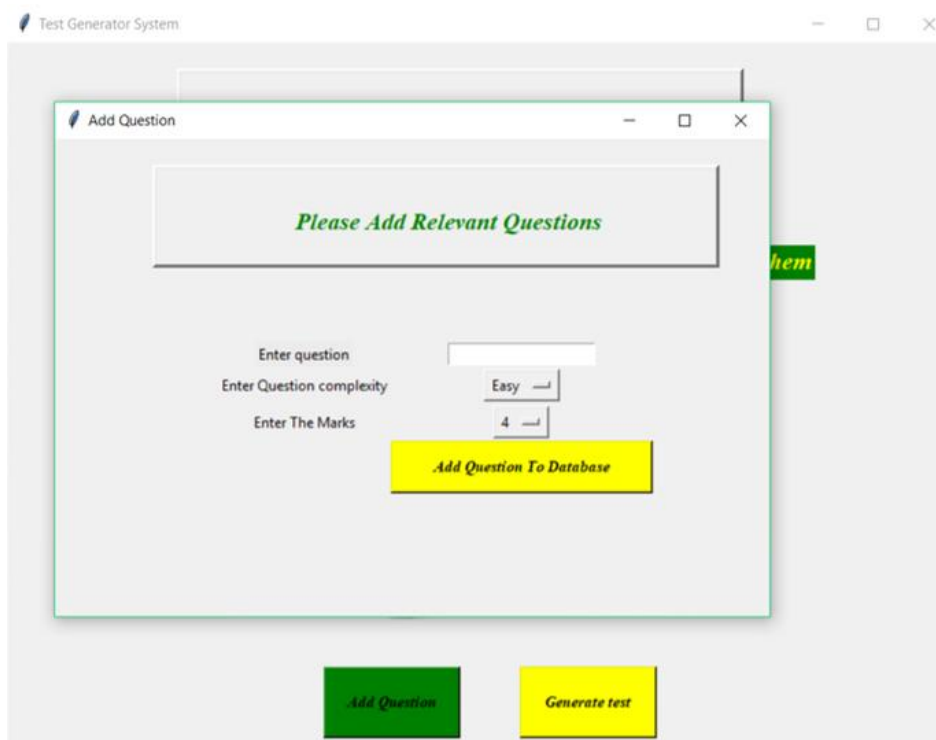 Test Generator System
Add Question
Please Add Relevant Questions
hem
Enter question
Enter Question complexity Easy
Enter The Marks 4
Add Question To Database
Add Question Generate test